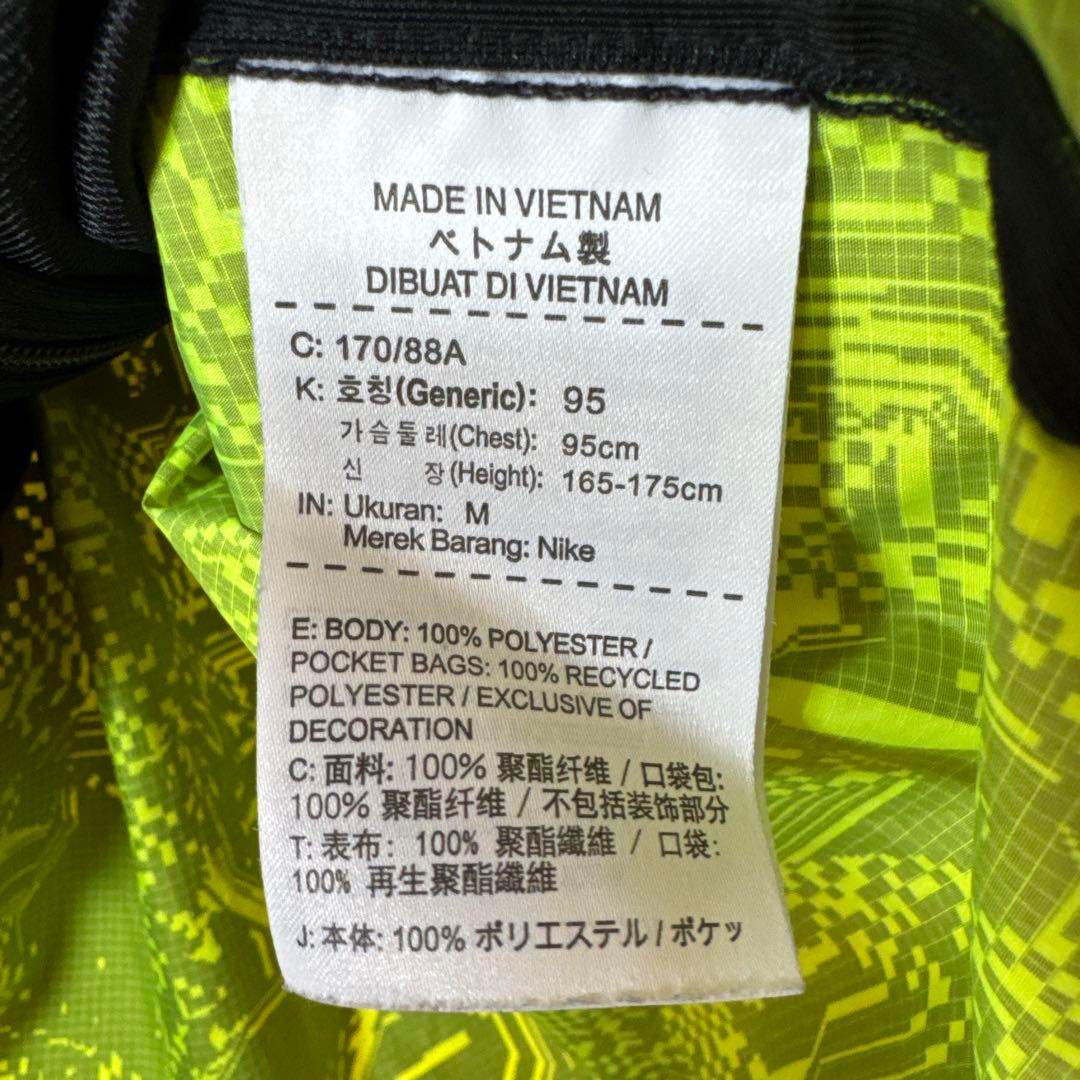 MADE IN VIETNAM
ベトナム製
DIBUAT DI VIETNAM
C: 170/88A
K: 호칭(Generic): 95
가슴둘레(Chest): 95cm
신 장(Height): 165-175cm
IN: Ukuran: M
Merek Barang: Nike
E: BODY: 100% POLYESTER /
POCKET BAGS: 100% RECYCLED
POLYESTER / EXCLUSIVE OF
DECORATION
C: 面料: 100% 聚酯纤维 / 口袋包:
100% 聚酯纤维 / 不包括装饰部分
T: 表布: 100% 聚酯纖維 / 口袋:
100% 再生聚酯纖維
J: 本体: 100% ポリエステル / ポケッ